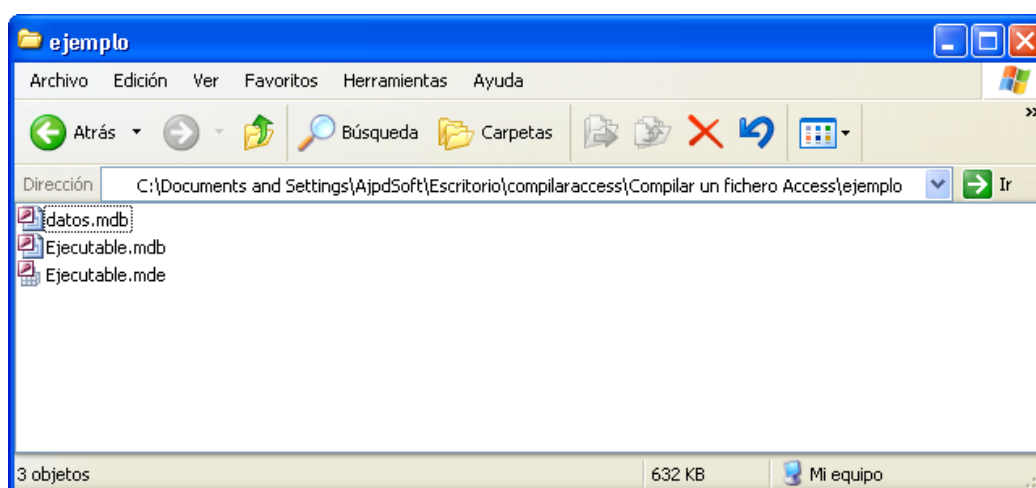 ejemplo
Archivo Edición Ver Favoritos Herramientas Ayuda
Atrás Búsqueda Carpetas »
Dirección C:\Documents and Settings\AjpdSoft\Escritorio\compilaraccess\Compilar un fichero Access\ejemplo Ir
datos.mdb
Ejecutable.mdb
Ejecutable.mde
3 objetos 632 KB Mi equipo